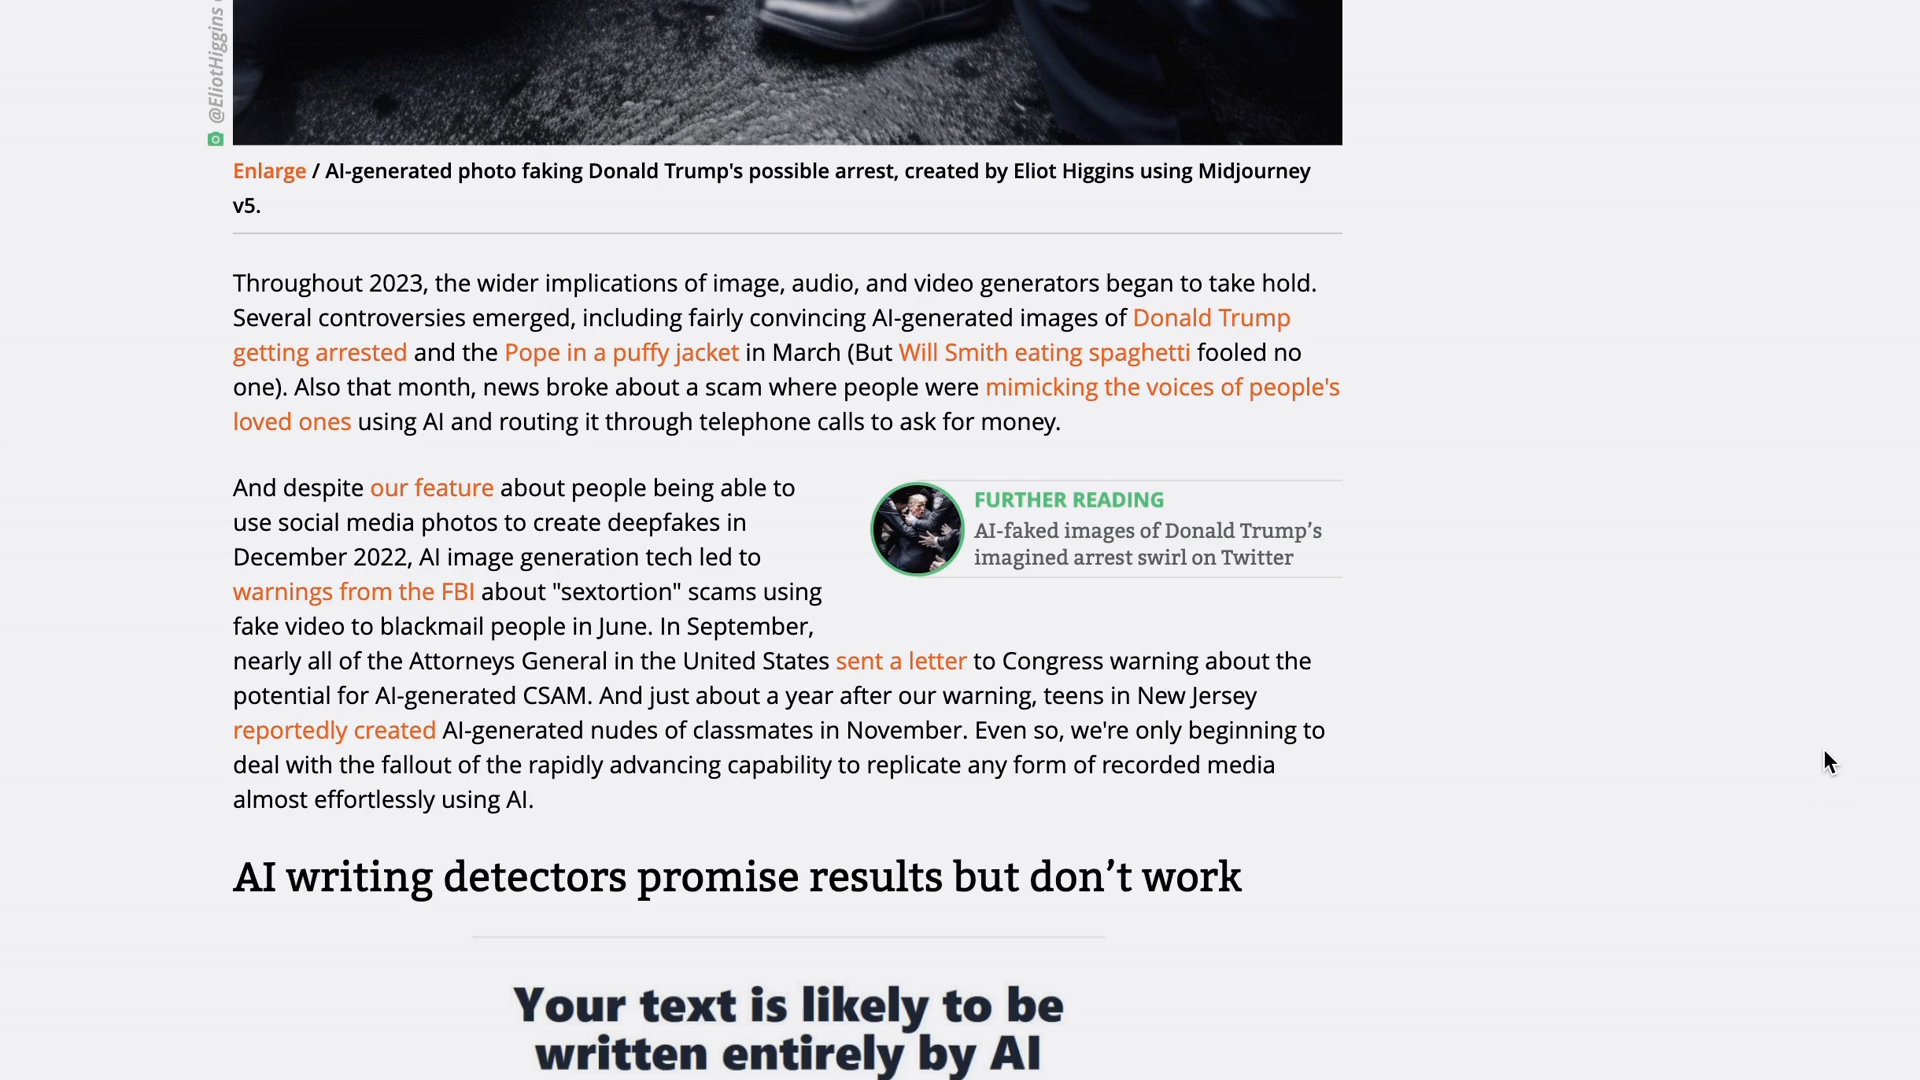 @EliotHiggins
Enlarge / AI-generated photo faking Donald Trump's possible arrest, created by Eliot Higgins using Midjourney
v5.
Throughout 2023, the wider implications of image, audio, and video generators began to take hold.
Several controversies emerged, including fairly convincing AI-generated images of Donald Trump
getting arrested and the Pope in a puffy jacket in March (But Will Smith eating spaghetti fooled no
one). Also that month, news broke about a scam where people were mimicking the voices of people's
loved ones using AI and routing it through telephone calls to ask for money.
And despite our feature about people being able to
use social media photos to create deepfakes in
December 2022, AI image generation tech led to
warnings from the FBI about "sextortion" scams using
fake video to blackmail people in June. In September,
nearly all of the Attorneys General in the United States sent a letter to Congress warning about the
potential for AI-generated CSAM. And just about a year after our warning, teens in New Jersey
reportedly created AI-generated nudes of classmates in November. Even so, we're only beginning to
deal with the fallout of the rapidly advancing capability to replicate any form of recorded media
almost effortlessly using AI.
FURTHER READING
AI-faked images of Donald Trump’s
imagined arrest swirl on Twitter
AI writing detectors promise results but don’t work
Your text is likely to be
written entirely by AI